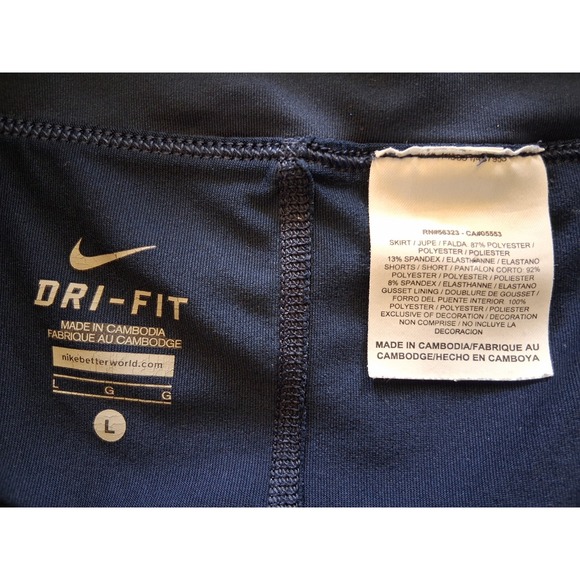 DRI-FIT
MADE IN CAMBODIA
FABRIQUE AU CAMBODGE
nikebetterworld.com
L G G
L
RN#56323 - CA#05553
SKIRT / JUPE / FALDA. 87% POLYESTER /
POLYESTER / POLIESTER
13% SPANDEX / ELASTHANNE / ELASTANO
SHORTS / SHORT / PANTALON CORTO: 92%
POLYESTER / POLYESTER / POLIESTER
8% SPANDEX / ELASTHANNE / ELASTANO
GUSSET LINING / DOUBLURE DE GOUSSET /
FORRO DEL PUENTE INTERIOR 100%
POLYESTER / POLYESTER / POLIESTER
EXCLUSIVE OF DECORATION / DECORATION
NON COMPRISE / NO INCLUYE LA
DECORACION
MADE IN CAMBODIA/FABRIQUE AU
CAMBODGE/HECHO EN CAMBOYA